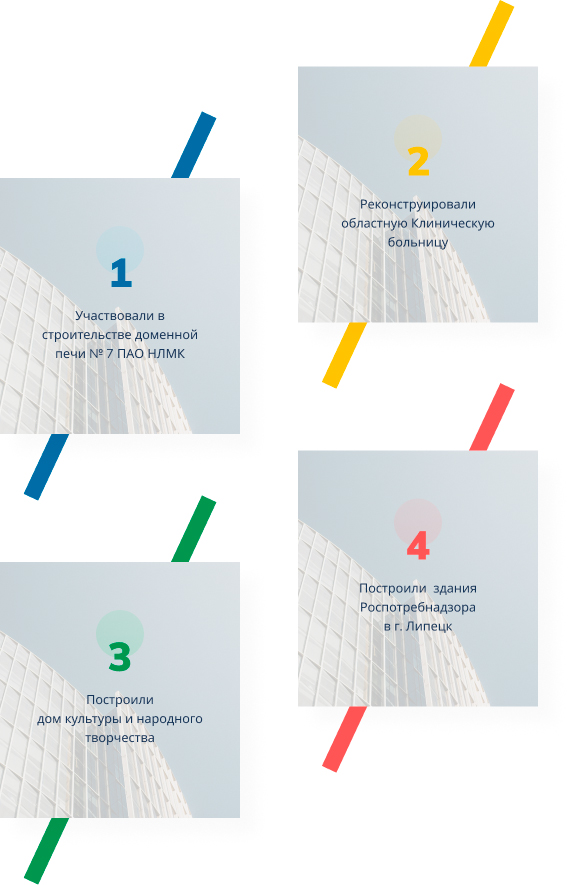 1
Участвовали в
строительстве доменной
печи № 7 ПАО НЛМК
2
Реконструировали
областную Клиническую
больницу
3
Построили
дом культуры и народного
творчества
4
Построили здания
Роспотребнадзора
в г. Липецк